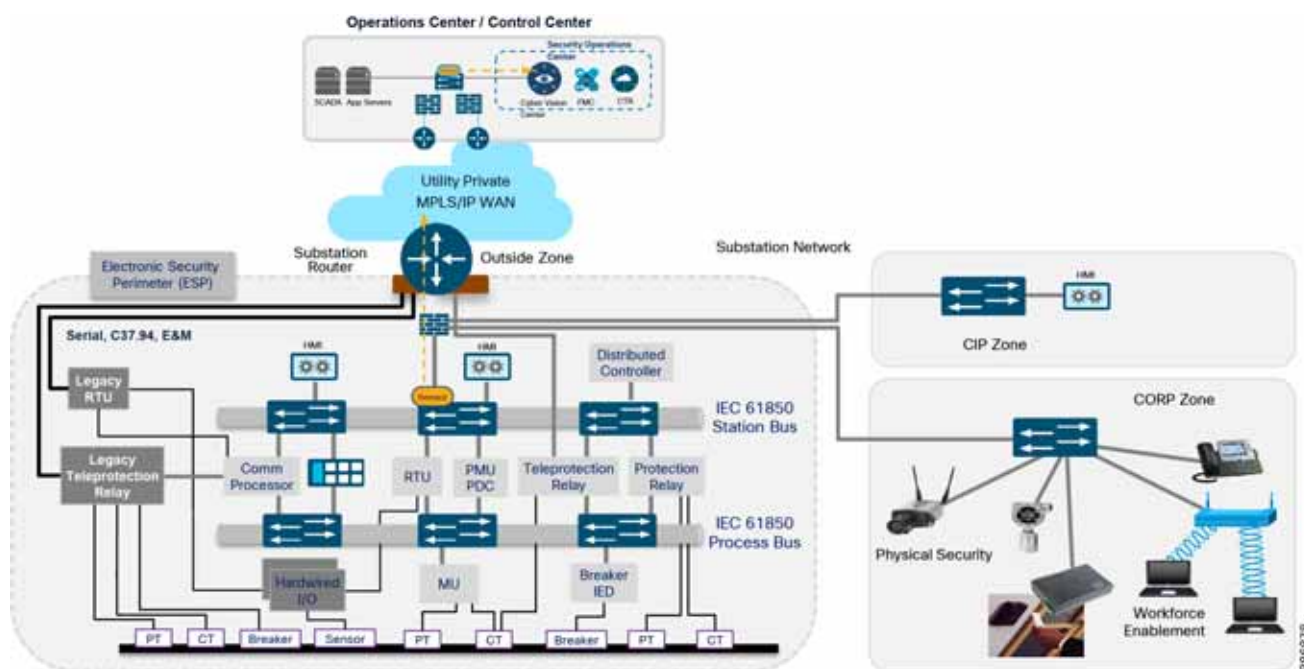 Operations Center / Control Center
Security Operations
Center
SCADA
App Servers
Cyber Vision
Center
FMC
CTR
Utility Private
MPLS/IP WAN
Substation
Router
Outside Zone
Substation Network
Electronic Security
Perimeter (ESP)
Serial, C37.94, E&M
HMI
HMI
Distributed
Controller
HMI
CIP Zone
Legacy
RTU
Sensor
IEC 61850
Station Bus
CORP Zone
Legacy
Teleprotection
Relay
Comm
Processor
RTU
PMU
PDC
Teleprotection
Relay
Protection
Relay
IEC 61850
Process Bus
Physical Security
Hardwired
I/O
MU
Breaker
IED
Workforce
Enablement
PT
CT
Breaker
Sensor
PT
CT
Breaker
PT
CT